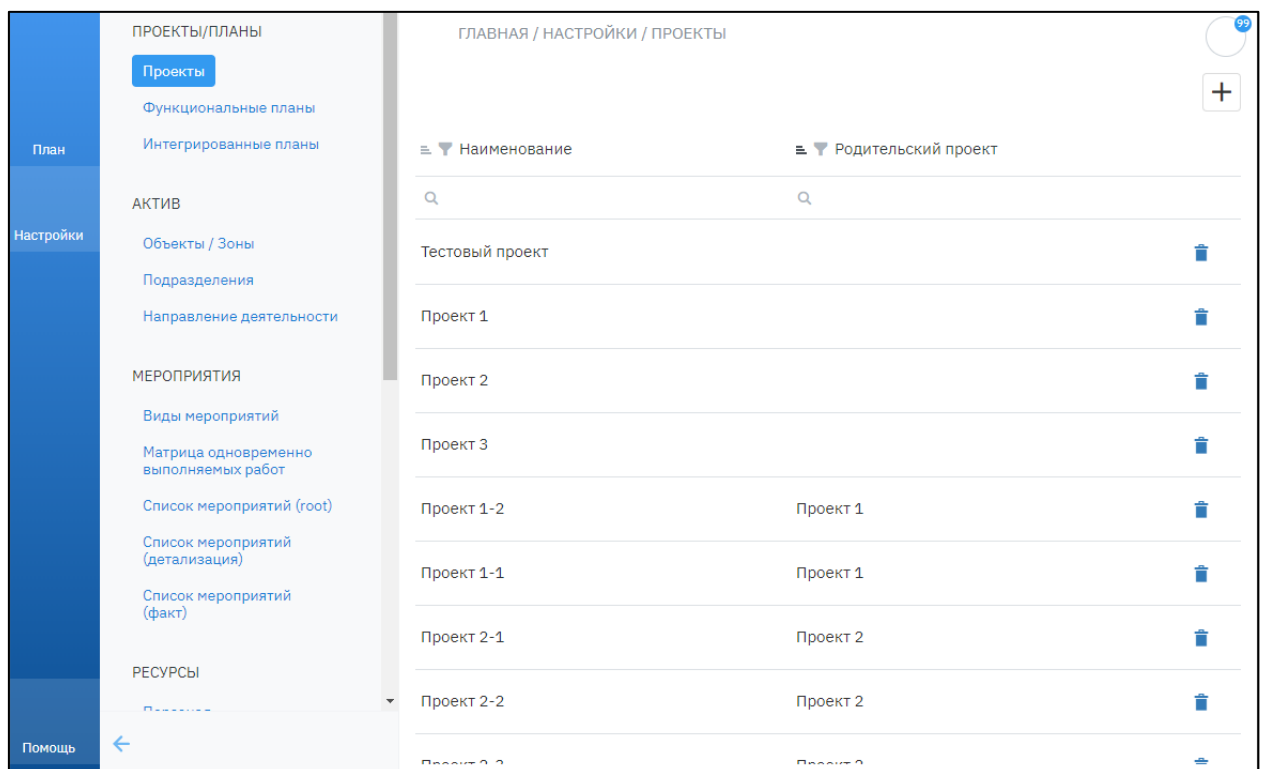 План
Настройки
Помощь
ПРОЕКТЫ/ПЛАНЫ
Проекты
Функциональные планы
Интегрированные планы
АКТИВ
Объекты / Зоны
Подразделения
Направление деятельности
МЕРОПРИЯТИЯ
Виды мероприятий
Матрица одновременно
выполняемых работ
Список мероприятий (root)
Список мероприятий
(детализация)
Список мероприятий
(факт)
РЕСУРСЫ
ГЛАВНАЯ / НАСТРОЙКИ / ПРОЕКТЫ
99
Наименование Родительский проект
Тестовый проект
Проект 1
Проект 2
Проект 3
Проект 1-2 Проект 1
Проект 1-1 Проект 1
Проект 2-1 Проект 2
Проект 2-2 Проект 2